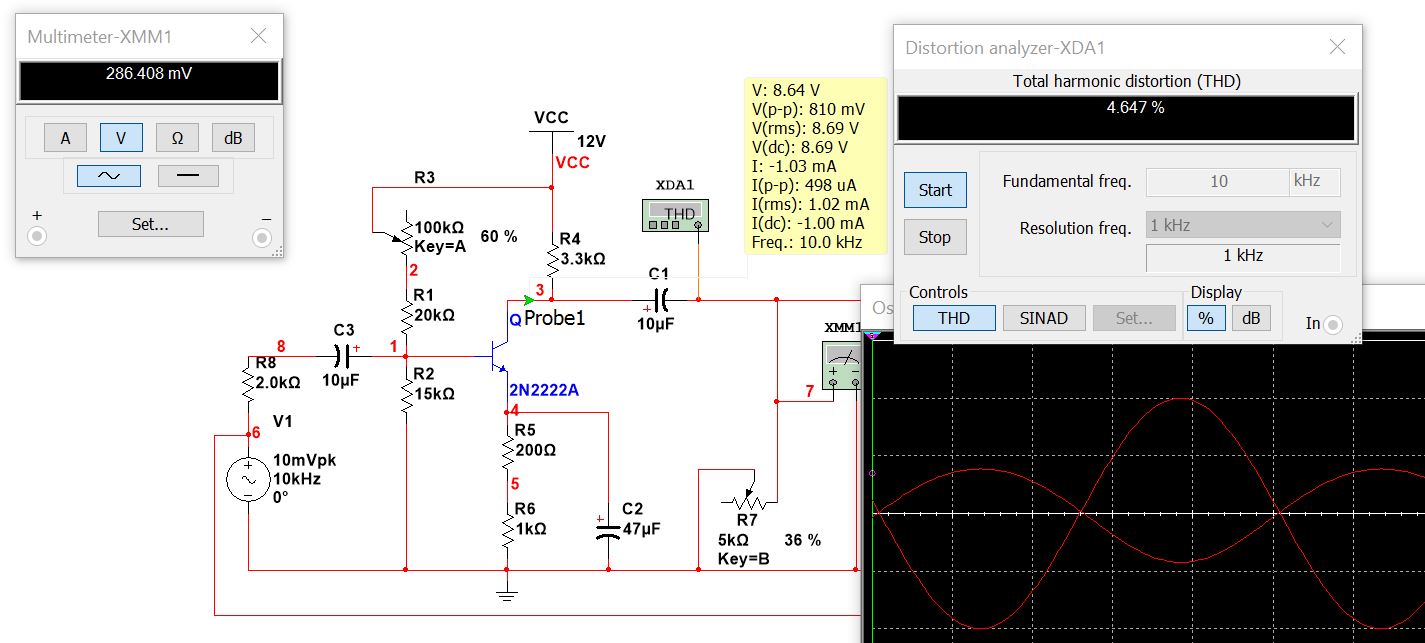 Multimeter-XMM1
286.408 mV
A
V
Ω
dB
+
Set...
−
VCC
12V
VCC
R3
100kΩ
Key=A
60 %
2
R4
3.3kΩ
R1
20kΩ
3
Q
Probe1
C1
+
10µF
C3
+
10µF
8
R8
2.0kΩ
1
R2
15kΩ
2N2222A
4
R5
200Ω
5
R6
1kΩ
+
C2
47µF
V1
6
10mVpk
10kHz
0°
R7
5kΩ
Key=B
36 %
7
XMM1
XDA1
THD
V: 8.64 V
V(p-p): 810 mV
V(rms): 8.69 V
V(dc): 8.69 V
I: -1.03 mA
I(p-p): 498 uA
I(rms): 1.02 mA
I(dc): -1.00 mA
Freq.: 10.0 kHz
Distortion analyzer-XDA1
Total harmonic distortion (THD)
4.647 %
Start
Stop
Fundamental freq.
10
kHz
Resolution freq.
1 kHz
1 kHz
Controls
THD
SINAD
Set...
Display
%
dB
In
Os